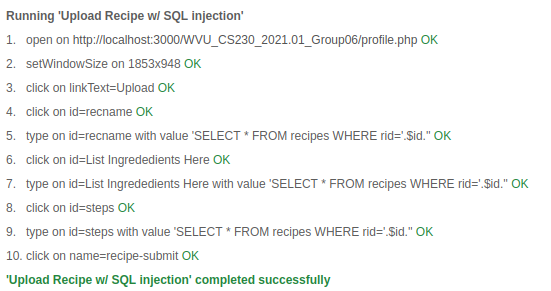 Running 'Upload Recipe w/ SQL injection'
1. open on http://localhost:3000/WVU_CS230_2021.01_Group06/profile.php OK
2. setWindowSize on 1853x948 OK
3. click on linkText=Upload OK
4. click on id=recname OK
5. type on id=recname with value 'SELECT * FROM recipes WHERE rid='.$id.'' OK
6. click on id=List Ingrededients Here OK
7. type on id=List Ingrededients Here with value 'SELECT * FROM recipes WHERE rid='.$id.'' OK
8. click on id=steps OK
9. type on id=steps with value 'SELECT * FROM recipes WHERE rid='.$id.'' OK
10. click on name=recipe-submit OK
'Upload Recipe w/ SQL injection' completed successfully